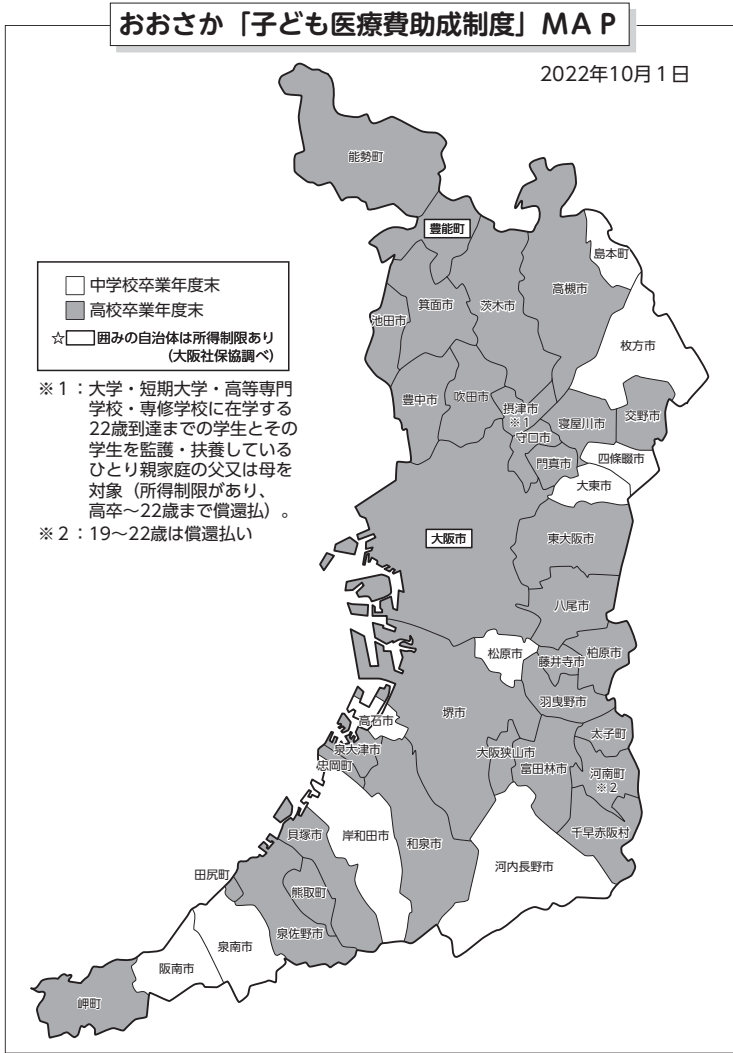 おおさか「子ども医療費助成制度」MAP
2022年10月1日
能勢町
豊能町
島本町
高槻市
茨木市
箕面市
池田市
枚方市
□中学校卒業年度末
■高校卒業年度末
☆□囲みの自治体は所得制限あり
(大阪社保協調べ)
※1：大学・短期大学・高等専門
学校・専修学校に在学する
22歳到達までの学生とその
学生を監護・扶養している
ひとり親家庭の父又は母を
対象（所得制限があり、
高卒〜22歳まで償還払）。
※2：19〜22歳は償還払い
豊中市
吹田市
摂津市
※1
守口市
寝屋川市
交野市
門真市
四條畷市
大東市
大阪市
東大阪市
八尾市
松原市
藤井寺市
柏原市
羽曳野市
高石市
堺市
太子町
泉大津市
忠岡町
大阪狭山市
富田林市
河南町
※2
千早赤阪村
貝塚市
岸和田市
和泉市
河内長野市
田尻町
熊取町
泉佐野市
泉南市
阪南市
岬町